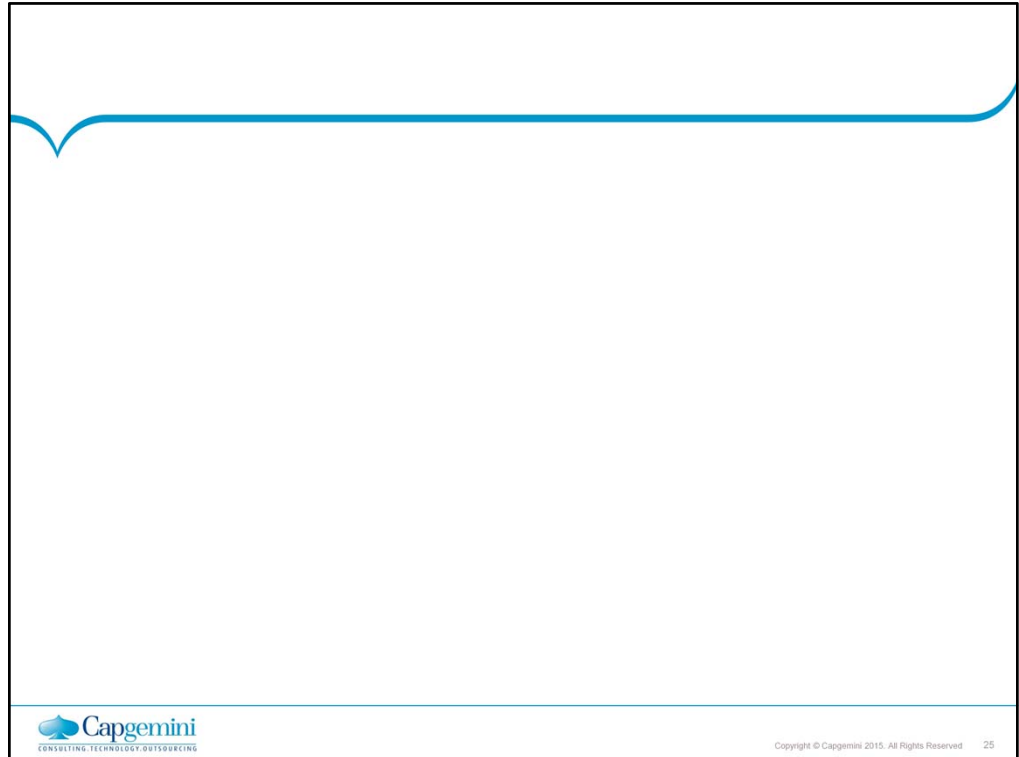 Capgemini
CONSULTING.TECHNOLOGY.OUTSOURCING
Copyright © Capgemini 2015. All Rights Reserved 25